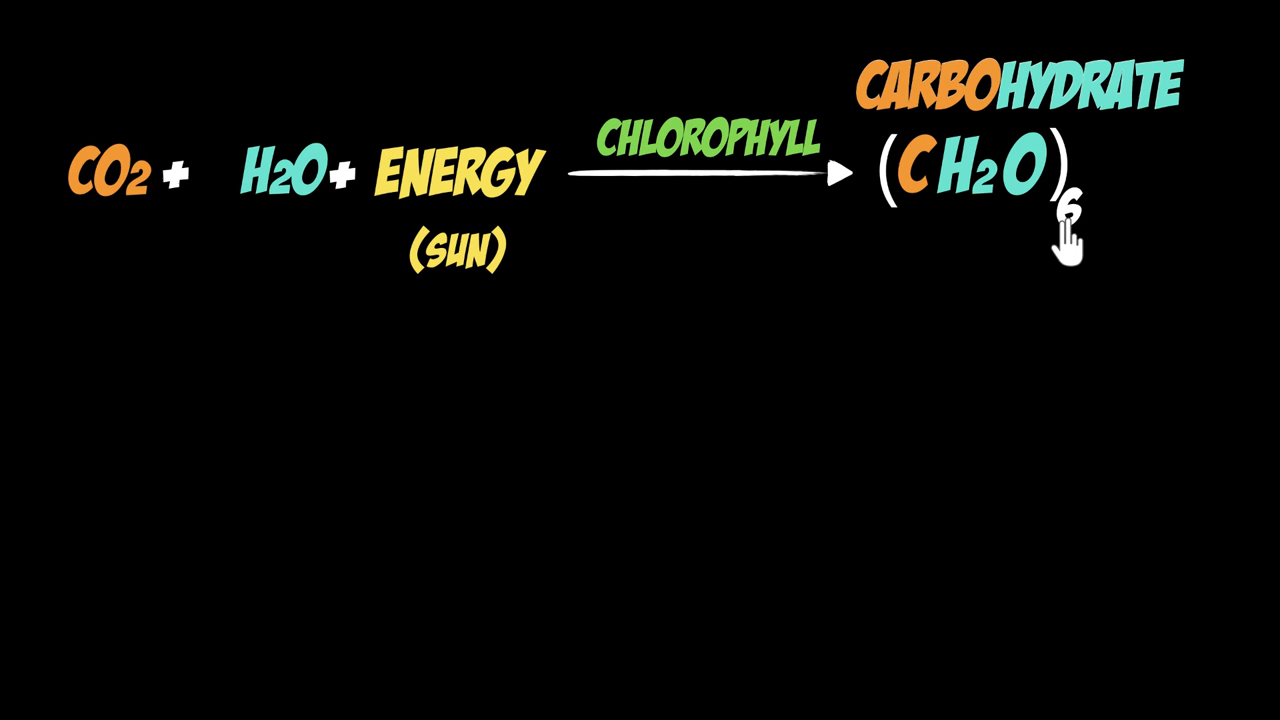 CARBOHYDRATE
CHLOROPHYLL
CO2 + H2O + ENERGY (CH2O)6
(SUN)